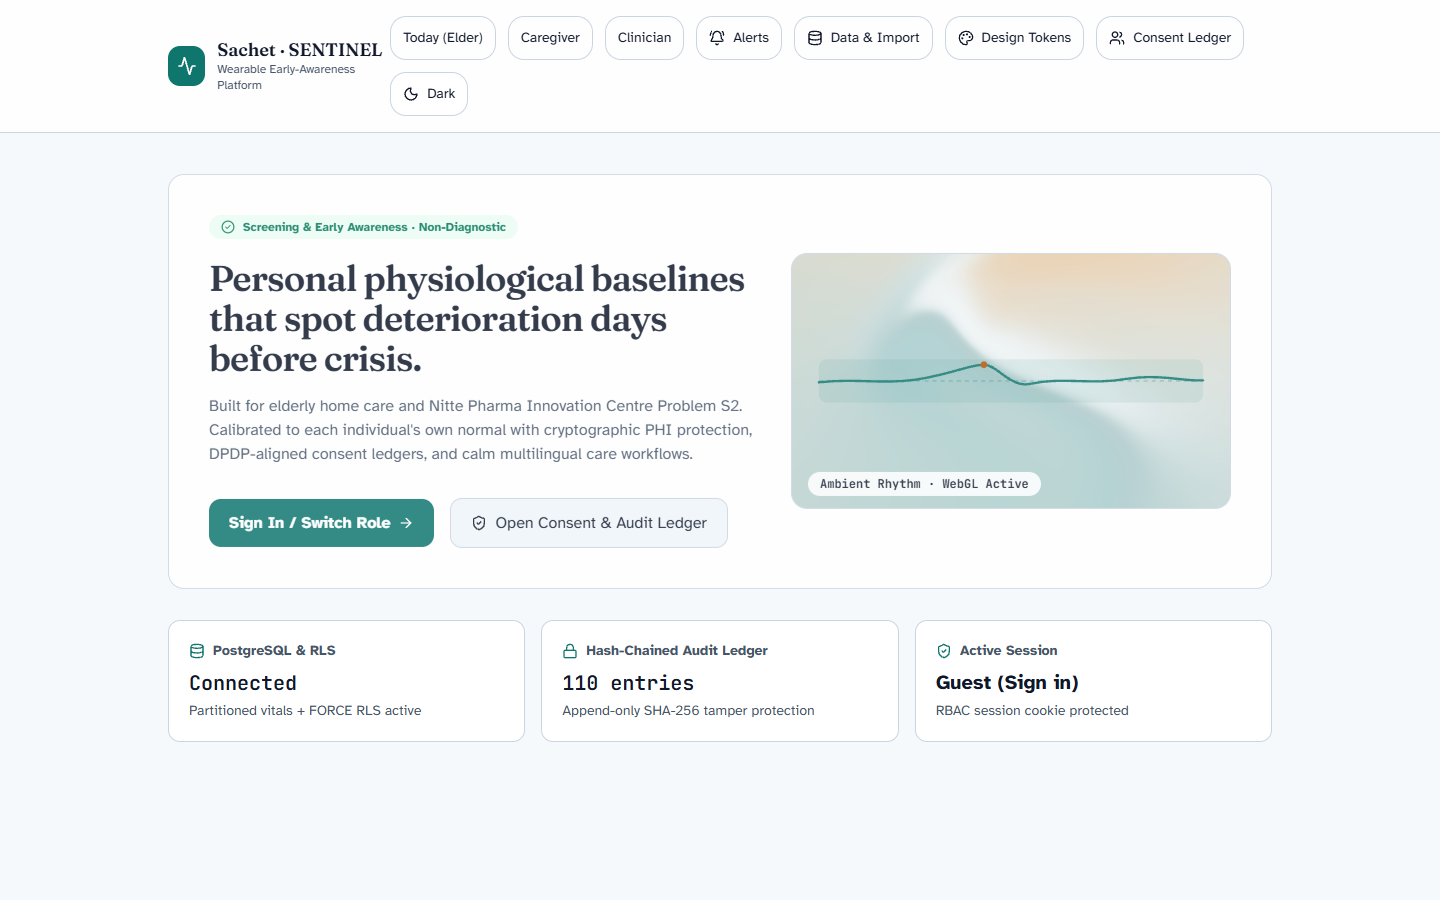 Sachet · SENTINEL
Wearable Early-Awareness
Platform
Today (Elder)
Caregiver
Clinician
Alerts
Data & Import
Design Tokens
Consent Ledger
Dark
Screening & Early Awareness · Non-Diagnostic
Personal physiological baselines
that spot deterioration days
before crisis.
Built for elderly home care and Nitte Pharma Innovation Centre Problem S2.
Calibrated to each individual's own normal with cryptographic PHI protection,
DPDP-aligned consent ledgers, and calm multilingual care workflows.
Sign In / Switch Role
Open Consent & Audit Ledger
Ambient Rhythm · WebGL Active
PostgreSQL & RLS
Connected
Partitioned vitals + FORCE RLS active
Hash-Chained Audit Ledger
110 entries
Append-only SHA-256 tamper protection
Active Session
Guest (Sign in)
RBAC session cookie protected